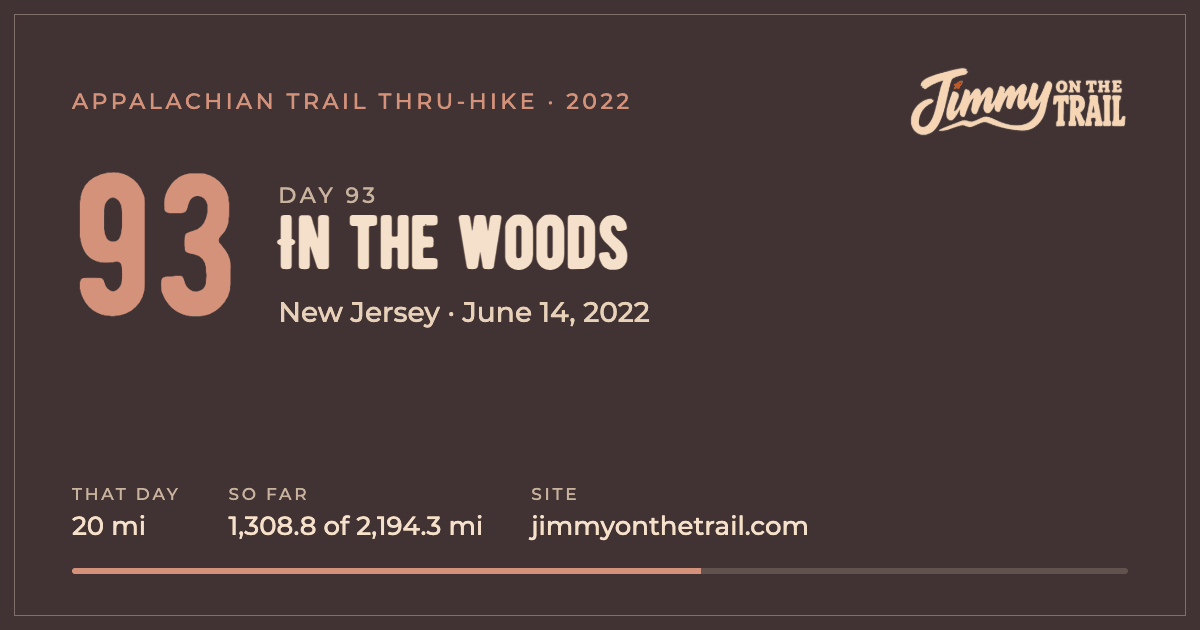 APPALACHIAN TRAIL THRU-HIKE · 2022
Jimmy ON THE TRAIL
93
DAY 93
IN THE WOODS
New Jersey · June 14, 2022
THAT DAY
20 mi
SO FAR
1,308.8 of 2,194.3 mi
SITE
jimmyonthetrail.com